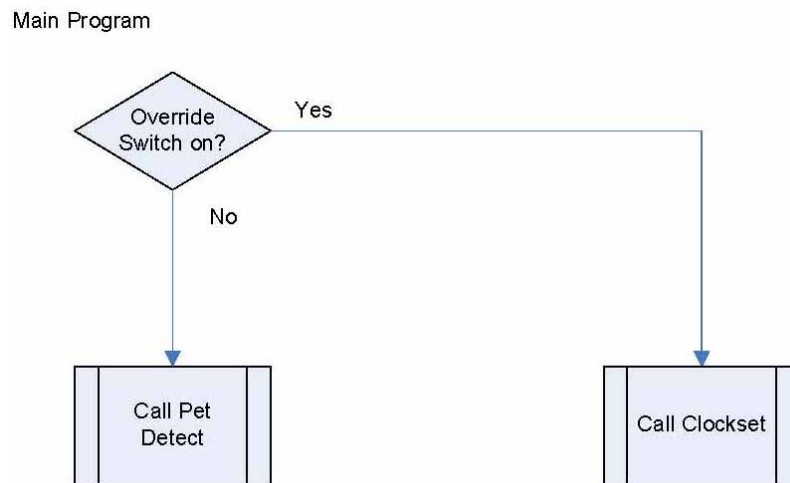 Main Program
Override
Switch on?
Yes
No
Call Pet
Detect
Call Clockset